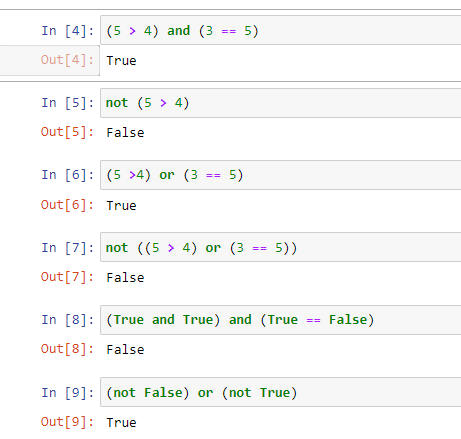 In [4]: (5 > 4) and (3 == 5)
Out[4]: True
In [5]: not (5 > 4)
Out[5]: False
In [6]: (5 >4) or (3 == 5)
Out[6]: True
In [7]: not ((5 > 4) or (3 == 5))
Out[7]: False
In [8]: (True and True) and (True == False)
Out[8]: False
In [9]: (not False) or (not True)
Out[9]: True